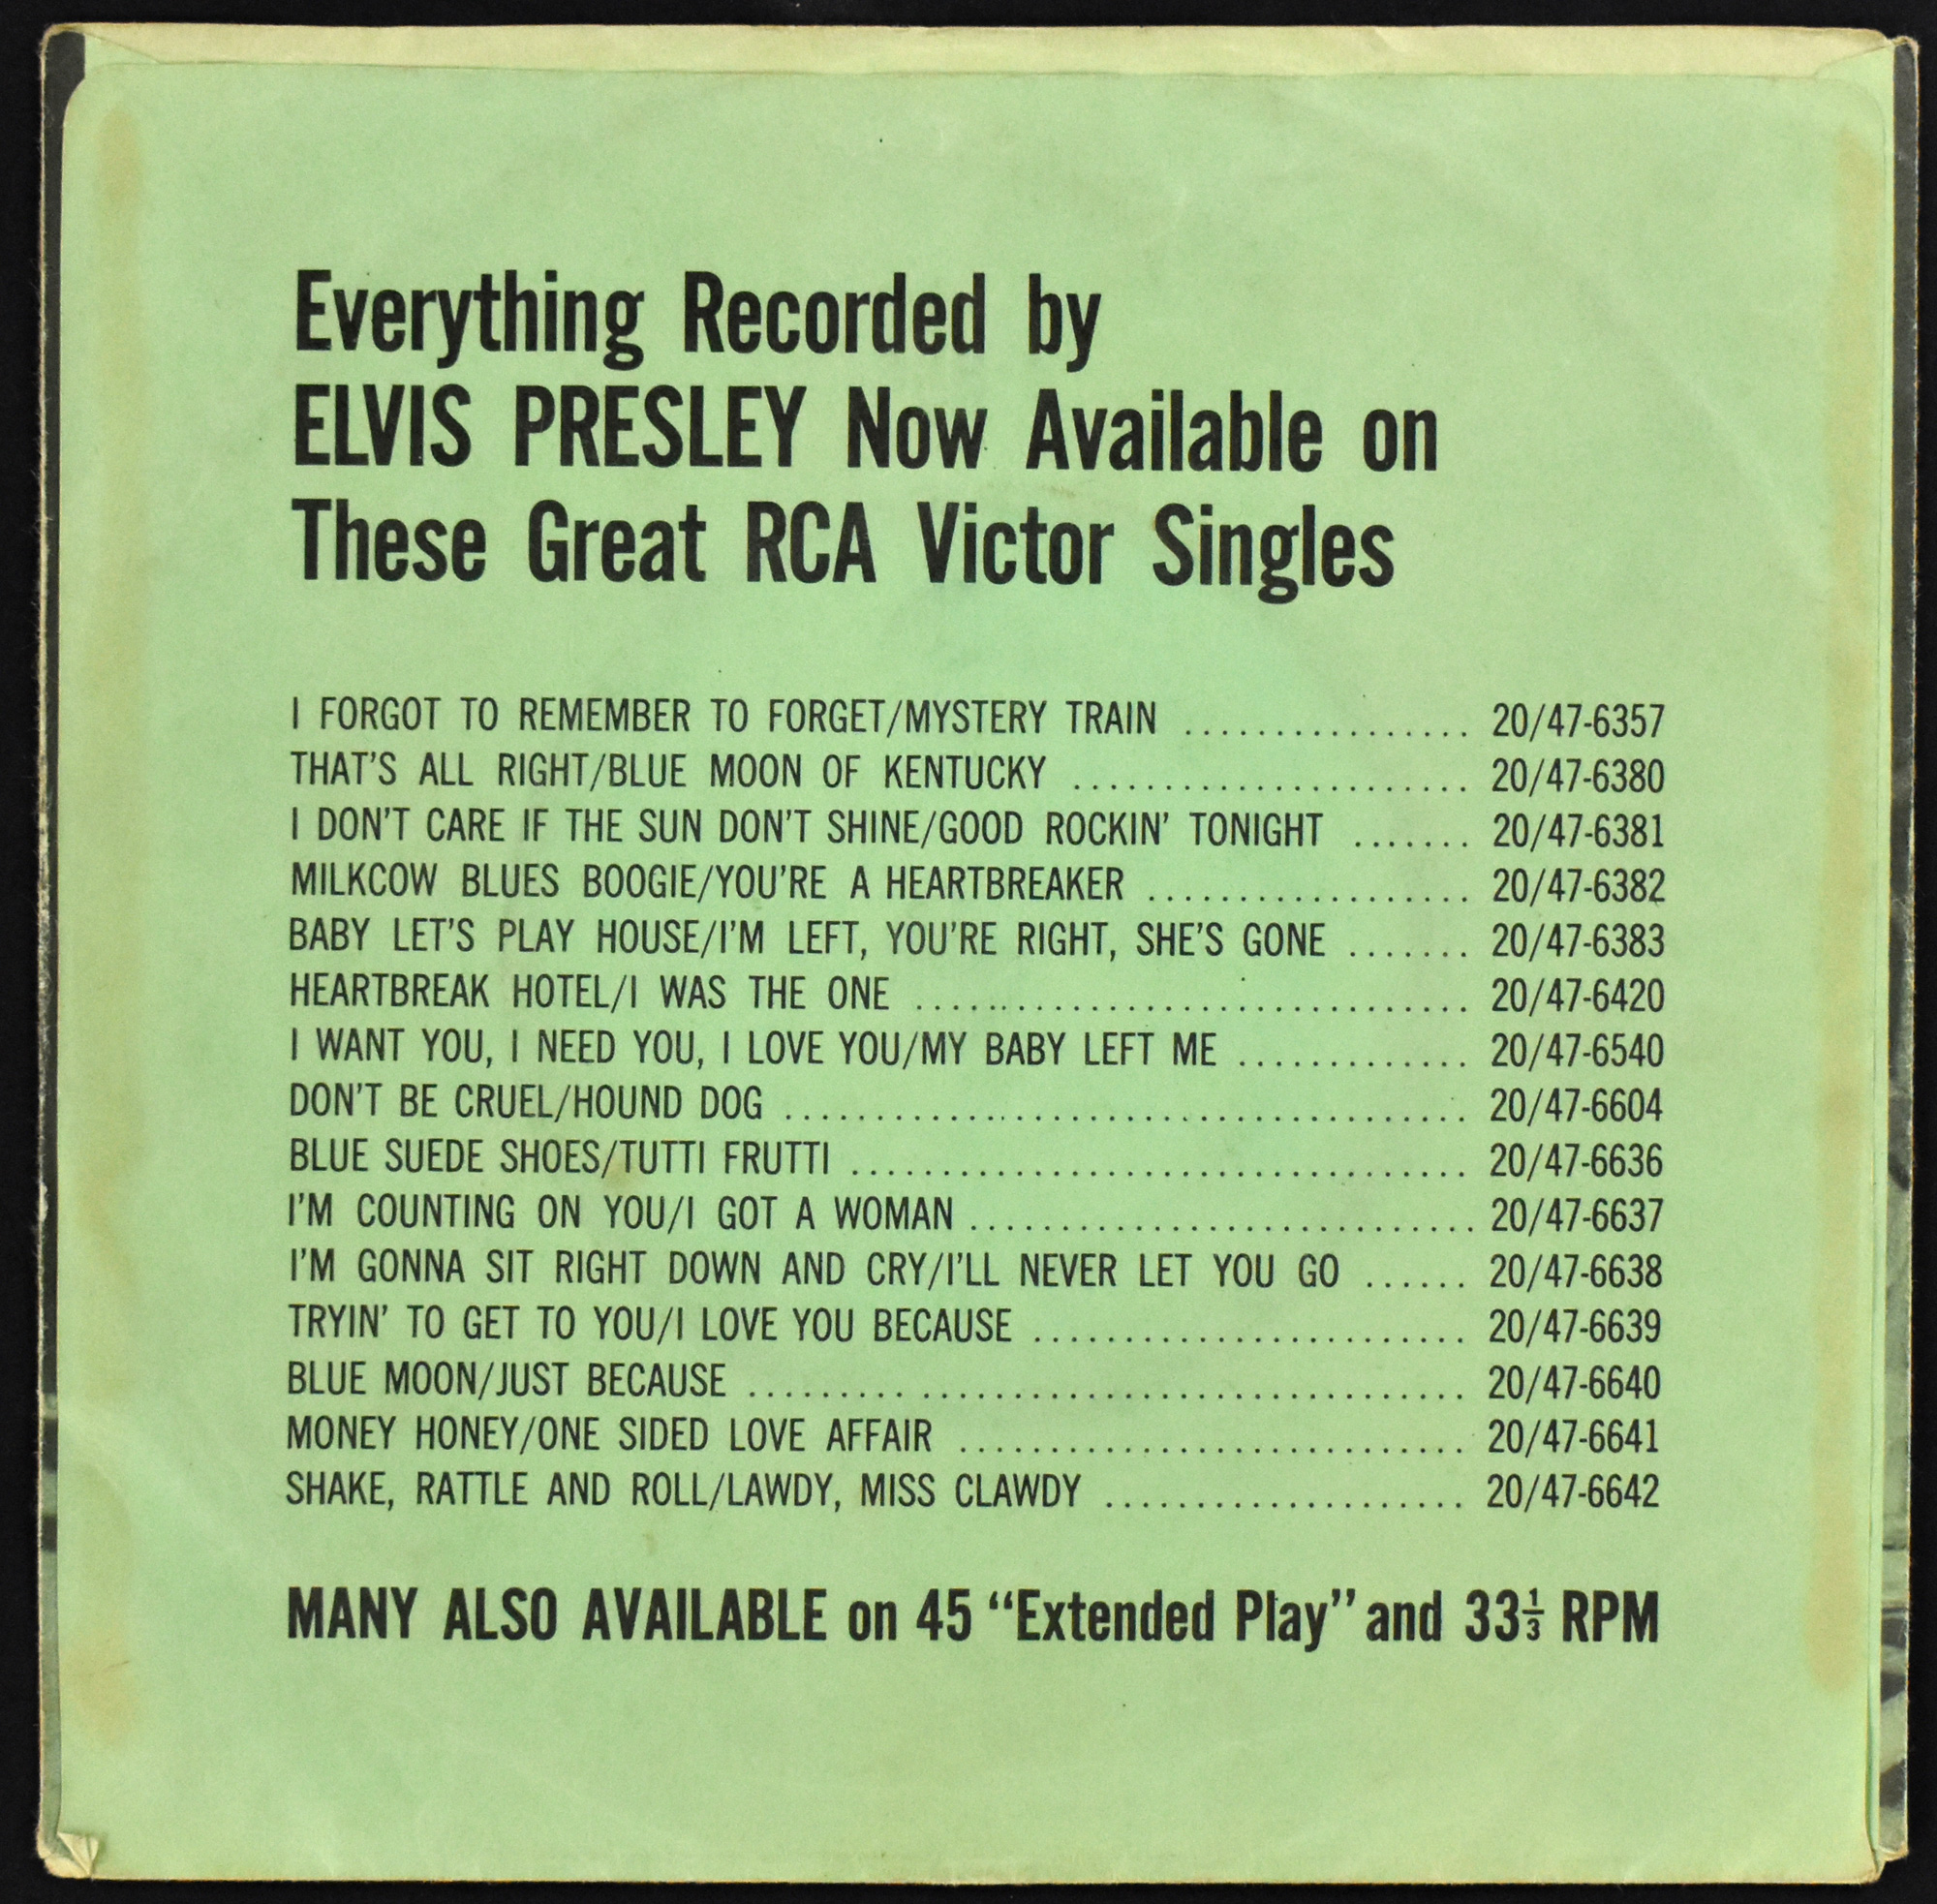 Everything Recorded by
ELVIS PRESLEY Now Available on
These Great RCA Victor Singles
I FORGOT TO REMEMBER TO FORGET/MYSTERY TRAIN ................ 20/47-6357
THAT'S ALL RIGHT/BLUE MOON OF KENTUCKY ...................... 20/47-6380
I DON'T CARE IF THE SUN DON'T SHINE/GOOD ROCKIN' TONIGHT ....... 20/47-6381
MILKCOW BLUES BOOGIE/YOU'RE A HEARTBREAKER .................. 20/47-6382
BABY LET'S PLAY HOUSE/I'M LEFT, YOU'RE RIGHT, SHE'S GONE ....... 20/47-6383
HEARTBREAK HOTEL/I WAS THE ONE ............................... 20/47-6420
I WANT YOU, I NEED YOU, I LOVE YOU/MY BABY LEFT ME ............. 20/47-6540
DON'T BE CRUEL/HOUND DOG ...................................... 20/47-6604
BLUE SUEDE SHOES/TUTTI FRUTTI .................................. 20/47-6636
I'M COUNTING ON YOU/I GOT A WOMAN ............................ 20/47-6637
I'M GONNA SIT RIGHT DOWN AND CRY/I'LL NEVER LET YOU GO ...... 20/47-6638
TRYIN' TO GET TO YOU/I LOVE YOU BECAUSE ........................ 20/47-6639
BLUE MOON/JUST BECAUSE ........................................ 20/47-6640
MONEY HONEY/ONE SIDED LOVE AFFAIR ............................ 20/47-6641
SHAKE, RATTLE AND ROLL/LAWDY, MISS CLAWDY .................... 20/47-6642
MANY ALSO AVAILABLE on 45 “Extended Play” and 33⅓ RPM